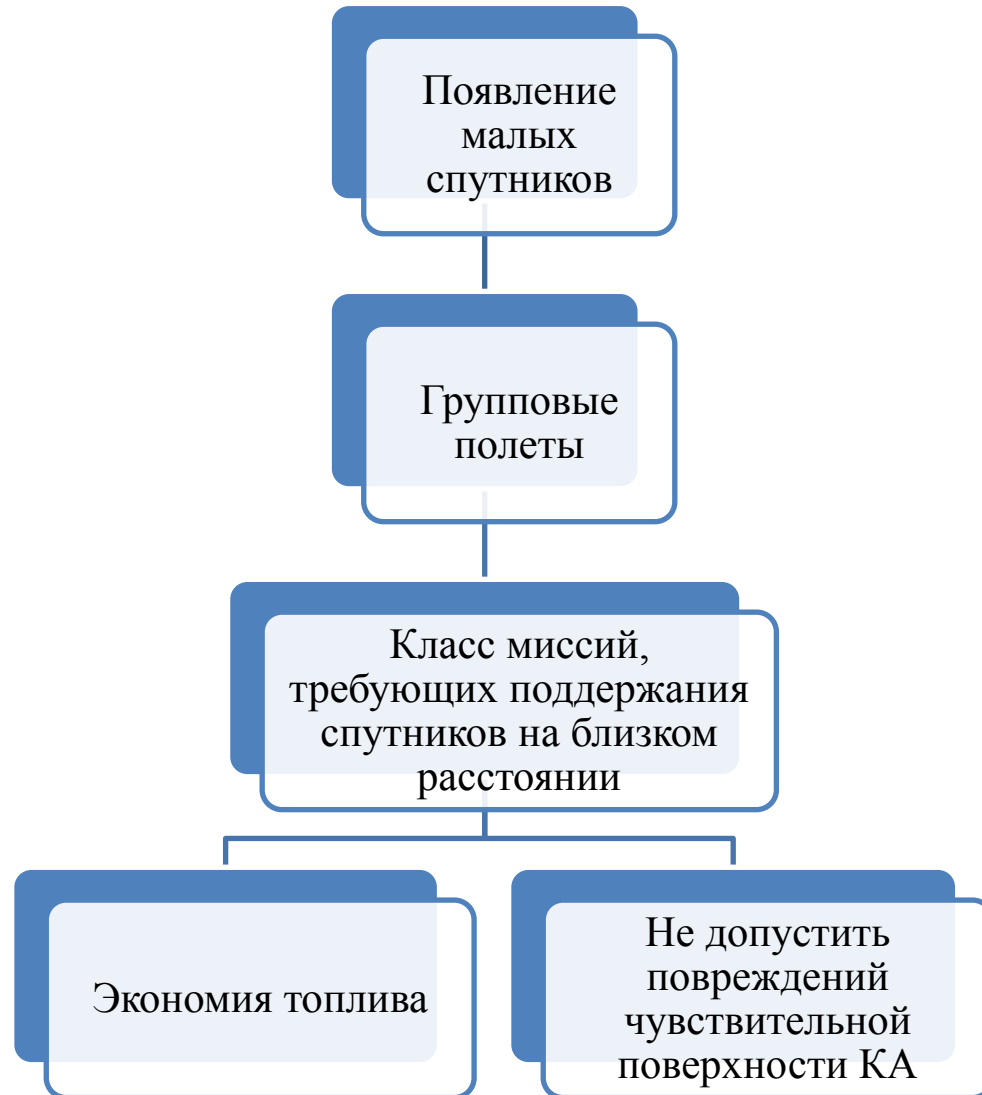 Появление
малых
спутников
Групповые
полеты
Класс миссий,
требующих поддержания
спутников на близком
расстоянии
Экономия топлива
Не допустить
повреждений
чувствительной
поверхности КА